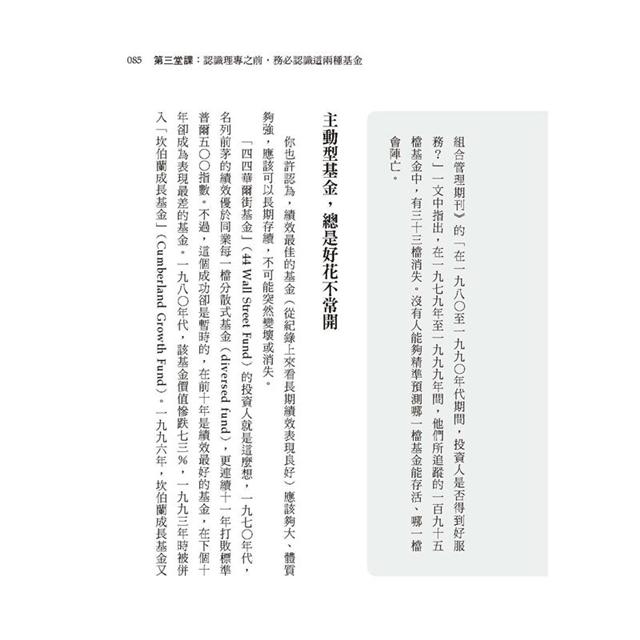 085　第三堂課：認識理專之前，務必認識這兩種基金
組合管理期刊》的「在一九八〇至一九九〇年代期間，投資人是否得到好服
務？」一文中指出，在一九七九年至一九九九年間，他們所追蹤的一百九十五
檔基金中，有三十三檔消失。沒有人能夠精準預測哪一檔基金能存活、哪一檔
會陣亡。
主動型基金，總是好花不常開
你也許認為，績效最佳的基金（從紀錄上來看長期績效表現良好）應該夠大、體質
夠強，應該可以長期存續，不可能突然變壞或消失。
「四四華爾街基金」（44 Wall Street Fund）的投資人就是這麼想，一九七〇年代，
名列前茅的績效優於同業每一檔分散式基金（diversed fund），更連續十一年打敗標準
普爾五〇〇指數。不過，這個成功卻是暫時的，在前十年是績效最好的基金，在下個十
年卻成為表現最差的基金。一九八〇年代，該基金價值慘跌七三％，一九九三年時被併
入「坎伯蘭成長基金」（Cumberland Growth Fund）。一九九六年，坎伯蘭成長基金又